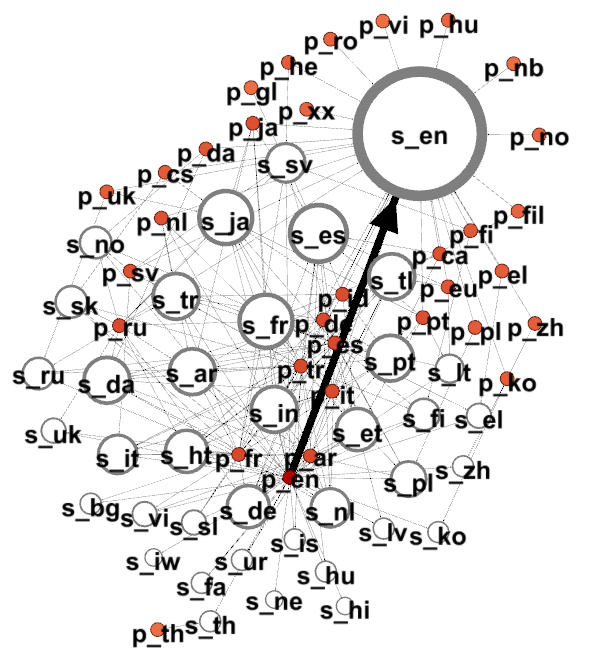 p_vi
p_hu
p_ro
p_he
p_nb
p_gl
p_xx
p_ja
s_en
p_no
p_da
s_sv
p_cs
p_uk
p_nl
s_ja
p_fil
s_no
s_es
p_fi
p_ca
p_sv
s_tl
p_el
s_tr
p_id
p_eu
s_sk
p_ru
s_fr
p_de
p_pt
p_pl
p_zh
p_es
s_ru
s_da
s_ar
p_tr
s_pt
s_lt
p_ko
p_it
s_in
s_fi
s_el
s_uk
s_et
s_it
s_ht
p_fr
p_ar
s_zh
p_en
s_pl
s_bg
s_vi
s_sl
s_de
s_nl
s_lv
s_ko
s_is
s_iw
s_ur
s_fa
s_hu
s_ne
s_hi
p_th
s_th